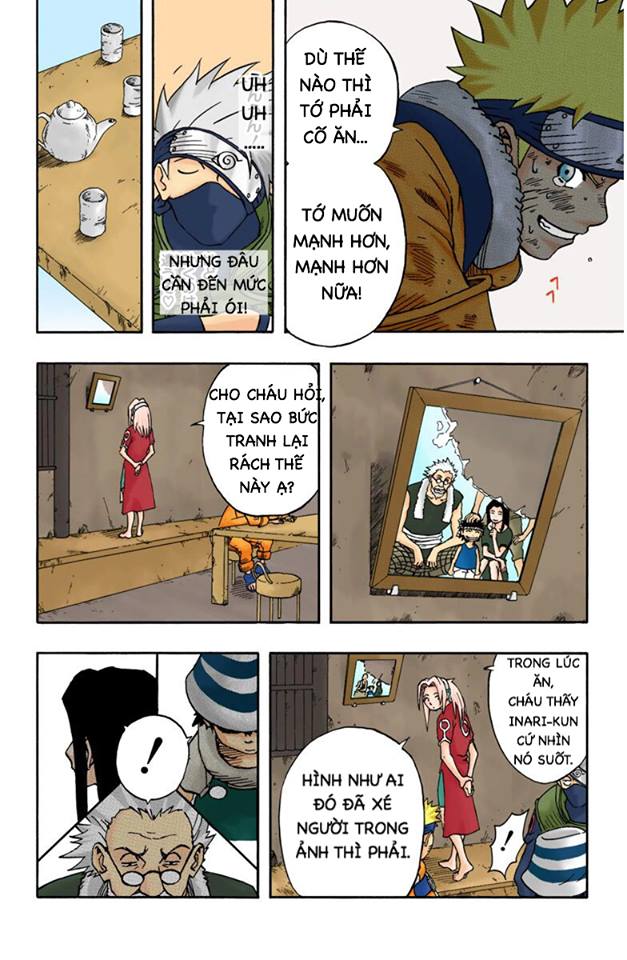 DÙ THẾ
NÀO THÌ
TỚ PHẢI
CỐ ĂN...
TỚ MUỐN
MẠNH HƠN,
MẠNH HƠN
NỮA!
UH
UH
.....
NHƯNG ĐÂU
CẦN ĐẾN MỨC
PHẢI ÓI!
CHO CHÁU HỎI,
TẠI SAO BỨC
TRANH LẠI
RÁCH THẾ
NÀY Ạ?
!
TRONG LÚC
ĂN,
CHÁU THẤY
INARI-KUN
CỨ NHÌN
NÓ SUỐT.
HÌNH NHƯ AI
ĐÓ ĐÃ XÉ
NGƯỜI TRONG
ẢNH THÌ PHẢI.
!